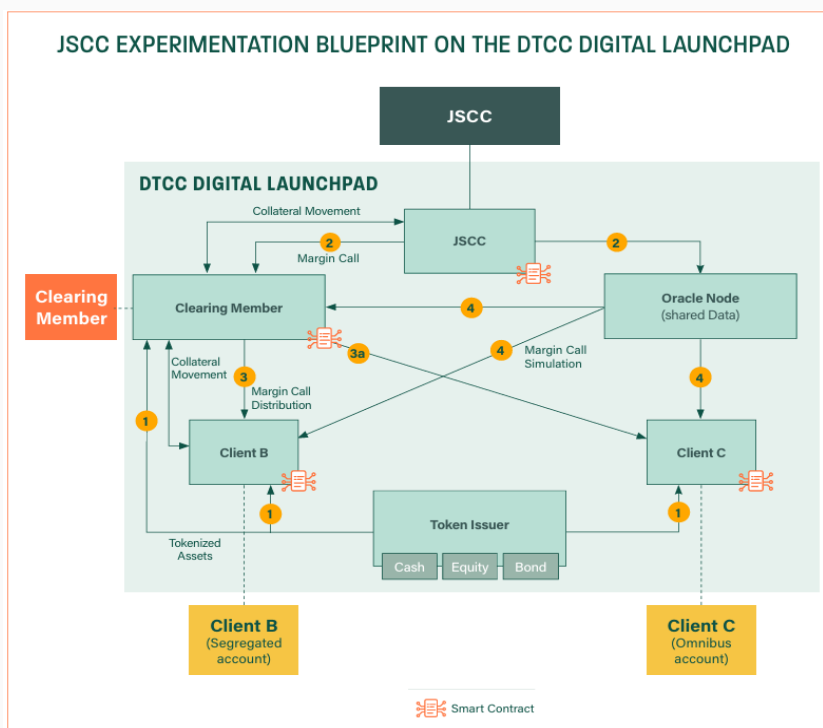 JSCC EXPERIMENTATION BLUEPRINT ON THE DTCC DIGITAL LAUNCHPAD
JSCC
DTCC DIGITAL LAUNCHPAD
Collateral Movement
2
Margin Call
JSCC
2
Clearing
Member
Clearing Member
4
Oracle Node
(shared Data)
3a
4
Margin Call
Simulation
Collateral
Movement
3
Margin Call
Distribution
4
1
Client B
Client C
1
Token Issuer
1
Tokenized
Assets
Cash
Equity
Bond
Client B
(Segregated
account)
Client C
(Omnibus
account)
Smart Contract